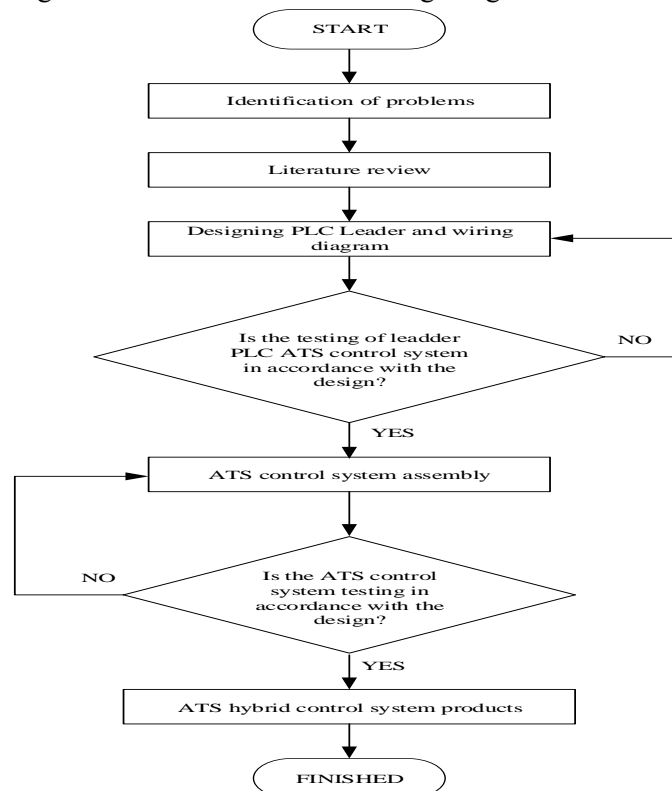 START
Identification of problems
Literature review
Designing PLC Leader and wiring
diagram
Is the testing of leadder
PLC ATS control system
in accordance with the
design?
NO
YES
ATS control system assembly
NO
Is the ATS control
system testing in
accordance with the
design?
YES
ATS hybrid control system products
FINISHED